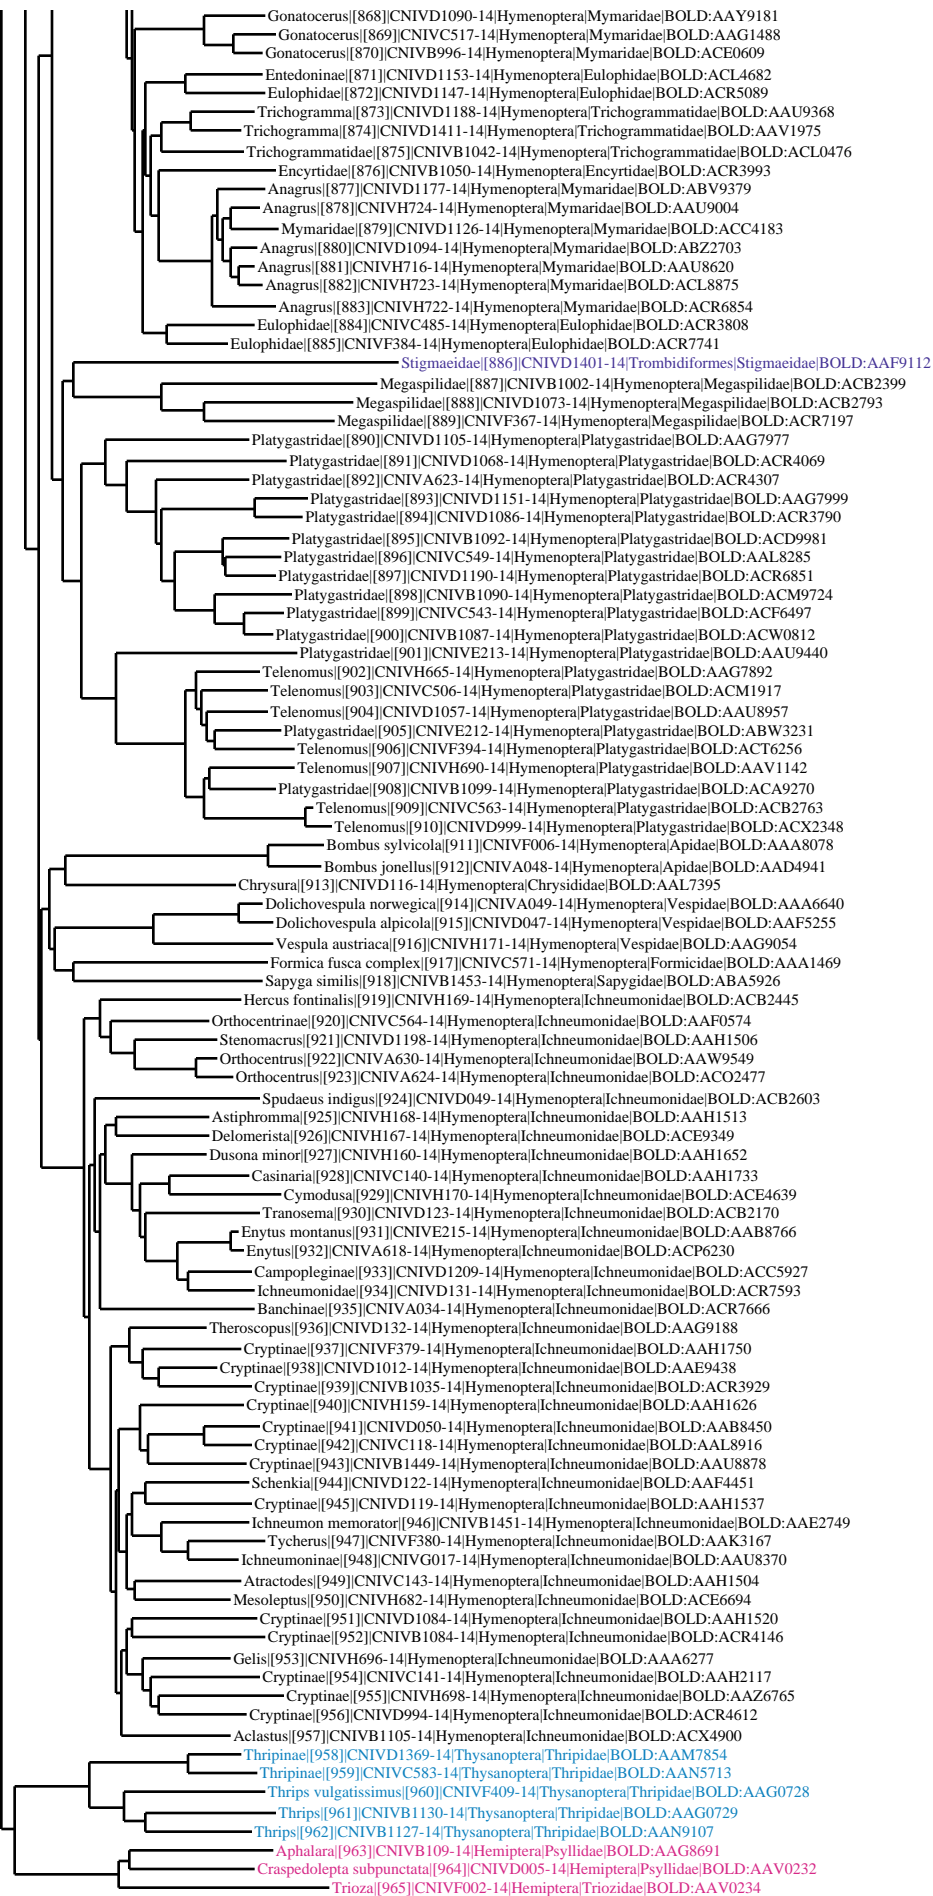 Gonatocerus|[868]|CNIVD1090-14|Hymenoptera|Mymaridae|BOLD:AAY9181
Gonatocerus|[869]|CNIVC517-14|Hymenoptera|Mymaridae|BOLD:AAG1488
Gonatocerus|[870]|CNIVB996-14|Hymenoptera|Mymaridae|BOLD:ACE0609
Entedoninae|[871]|CNIVD1153-14|Hymenoptera|Eulophidae|BOLD:ACL4682
Eulophidae|[872]|CNIVD1147-14|Hymenoptera|Eulophidae|BOLD:ACR5089
Trichogramma|[873]|CNIVD1188-14|Hymenoptera|Trichogrammatidae|BOLD:AAU9368
Trichogramma|[874]|CNIVD1411-14|Hymenoptera|Trichogrammatidae|BOLD:AAV1975
Trichogrammatidae|[875]|CNIVB1042-14|Hymenoptera|Trichogrammatidae|BOLD:ACL0476
Encyrtidae|[876]|CNIVB1050-14|Hymenoptera|Encyrtidae|BOLD:ACR3993
Anagrus|[877]|CNIVD1177-14|Hymenoptera|Mymaridae|BOLD:ABV9379
Anagrus|[878]|CNIVH724-14|Hymenoptera|Mymaridae|BOLD:AAU9004
Mymaridae|[879]|CNIVD1126-14|Hymenoptera|Mymaridae|BOLD:ACC4183
Anagrus|[880]|CNIVD1094-14|Hymenoptera|Mymaridae|BOLD:ABZ2703
Anagrus|[881]|CNIVH716-14|Hymenoptera|Mymaridae|BOLD:AAU8620
Anagrus|[882]|CNIVH723-14|Hymenoptera|Mymaridae|BOLD:ACL8875
Anagrus|[883]|CNIVH722-14|Hymenoptera|Mymaridae|BOLD:ACR6854
Eulophidae|[884]|CNIVC485-14|Hymenoptera|Eulophidae|BOLD:ACR3808
Eulophidae|[885]|CNIVF384-14|Hymenoptera|Eulophidae|BOLD:ACR7741
Stigmaeidae|[886]|CNIVD1401-14|Trombidiformes|Stigmaeidae|BOLD:AAF9112
Megaspilidae|[887]|CNIVB1002-14|Hymenoptera|Megaspilidae|BOLD:ACB2399
Megaspilidae|[888]|CNIVD1073-14|Hymenoptera|Megaspilidae|BOLD:ACB2793
Megaspilidae|[889]|CNIVF367-14|Hymenoptera|Megaspilidae|BOLD:ACR7197
Platygastridae|[890]|CNIVD1105-14|Hymenoptera|Platygastridae|BOLD:AAG7977
Platygastridae|[891]|CNIVD1068-14|Hymenoptera|Platygastridae|BOLD:ACR4069
Platygastridae|[892]|CNIVA623-14|Hymenoptera|Platygastridae|BOLD:ACR4307
Platygastridae|[893]|CNIVD1151-14|Hymenoptera|Platygastridae|BOLD:AAG7999
Platygastridae|[894]|CNIVD1086-14|Hymenoptera|Platygastridae|BOLD:ACR3790
Platygastridae|[895]|CNIVB1092-14|Hymenoptera|Platygastridae|BOLD:ACD9981
Platygastridae|[896]|CNIVC549-14|Hymenoptera|Platygastridae|BOLD:AAL8285
Platygastridae|[897]|CNIVD1190-14|Hymenoptera|Platygastridae|BOLD:ACR6851
Platygastridae|[898]|CNIVB1090-14|Hymenoptera|Platygastridae|BOLD:ACM9724
Platygastridae|[899]|CNIVC543-14|Hymenoptera|Platygastridae|BOLD:ACF6497
Platygastridae|[900]|CNIVB1087-14|Hymenoptera|Platygastridae|BOLD:ACW0812
Platygastridae|[901]|CNIVE213-14|Hymenoptera|Platygastridae|BOLD:AAU9440
Telenomus|[902]|CNIVH665-14|Hymenoptera|Platygastridae|BOLD:AAG7892
Telenomus|[903]|CNIVC506-14|Hymenoptera|Platygastridae|BOLD:ACM1917
Telenomus|[904]|CNIVD1057-14|Hymenoptera|Platygastridae|BOLD:AAU8957
Platygastridae|[905]|CNIVE212-14|Hymenoptera|Platygastridae|BOLD:ABW3231
Telenomus|[906]|CNIVF394-14|Hymenoptera|Platygastridae|BOLD:ACT6256
Telenomus|[907]|CNIVH690-14|Hymenoptera|Platygastridae|BOLD:AAV1142
Platygastridae|[908]|CNIVB1099-14|Hymenoptera|Platygastridae|BOLD:ACA9270
Telenomus|[909]|CNIVC563-14|Hymenoptera|Platygastridae|BOLD:ACB2763
Telenomus|[910]|CNIVD999-14|Hymenoptera|Platygastridae|BOLD:ACX2348
Bombus sylvicola|[911]|CNIVF006-14|Hymenoptera|Apidae|BOLD:AAA8078
Bombus jonellus|[912]|CNIVA048-14|Hymenoptera|Apidae|BOLD:AAD4941
Chrysura|[913]|CNIVD116-14|Hymenoptera|Chrysididae|BOLD:AAL7395
Dolichovespula norwegica|[914]|CNIVA049-14|Hymenoptera|Vespidae|BOLD:AAA6640
Dolichovespula alpicola|[915]|CNIVD047-14|Hymenoptera|Vespidae|BOLD:AAF5255
Vespula austriaca|[916]|CNIVH171-14|Hymenoptera|Vespidae|BOLD:AAG9054
Formica fusca complex|[917]|CNIVC571-14|Hymenoptera|Formicidae|BOLD:AAA1469
Sapyga similis|[918]|CNIVB1453-14|Hymenoptera|Sapygidae|BOLD:ABA5926
Hercus fontinalis|[919]|CNIVH169-14|Hymenoptera|Ichneumonidae|BOLD:ACB2445
Orthocentrinae|[920]|CNIVC564-14|Hymenoptera|Ichneumonidae|BOLD:AAF0574
Stenomacrus|[921]|CNIVD1198-14|Hymenoptera|Ichneumonidae|BOLD:AAH1506
Orthocentrus|[922]|CNIVA630-14|Hymenoptera|Ichneumonidae|BOLD:AAW9549
Orthocentrus|[923]|CNIVA624-14|Hymenoptera|Ichneumonidae|BOLD:ACO2477
Spudaeus indigus|[924]|CNIVD049-14|Hymenoptera|Ichneumonidae|BOLD:ACB2603
Astiphromma|[925]|CNIVH168-14|Hymenoptera|Ichneumonidae|BOLD:AAH1513
Delomerista|[926]|CNIVH167-14|Hymenoptera|Ichneumonidae|BOLD:ACE9349
Dusona minor|[927]|CNIVH160-14|Hymenoptera|Ichneumonidae|BOLD:AAH1652
Casinaria|[928]|CNIVC140-14|Hymenoptera|Ichneumonidae|BOLD:AAH1733
Cymodusa|[929]|CNIVH170-14|Hymenoptera|Ichneumonidae|BOLD:ACE4639
Tranosema|[930]|CNIVD123-14|Hymenoptera|Ichneumonidae|BOLD:ACB2170
Enytus montanus|[931]|CNIVE215-14|Hymenoptera|Ichneumonidae|BOLD:AAB8766
Enytus|[932]|CNIVA618-14|Hymenoptera|Ichneumonidae|BOLD:ACP6230
Campopleginae|[933]|CNIVD1209-14|Hymenoptera|Ichneumonidae|BOLD:ACC5927
Ichneumonidae|[934]|CNIVD131-14|Hymenoptera|Ichneumonidae|BOLD:ACR7593
Banchinae|[935]|CNIVA034-14|Hymenoptera|Ichneumonidae|BOLD:ACR7666
Theroscopus|[936]|CNIVD132-14|Hymenoptera|Ichneumonidae|BOLD:AAG9188
Cryptinae|[937]|CNIVF379-14|Hymenoptera|Ichneumonidae|BOLD:AAH1750
Cryptinae|[938]|CNIVD1012-14|Hymenoptera|Ichneumonidae|BOLD:AAE9438
Cryptinae|[939]|CNIVB1035-14|Hymenoptera|Ichneumonidae|BOLD:ACR3929
Cryptinae|[940]|CNIVH159-14|Hymenoptera|Ichneumonidae|BOLD:AAH1626
Cryptinae|[941]|CNIVD050-14|Hymenoptera|Ichneumonidae|BOLD:AAB8450
Cryptinae|[942]|CNIVC118-14|Hymenoptera|Ichneumonidae|BOLD:AAL8916
Cryptinae|[943]|CNIVB1449-14|Hymenoptera|Ichneumonidae|BOLD:AAU8878
Schenkia|[944]|CNIVD122-14|Hymenoptera|Ichneumonidae|BOLD:AAF4451
Cryptinae|[945]|CNIVD119-14|Hymenoptera|Ichneumonidae|BOLD:AAH1537
Ichneumon memorator|[946]|CNIVB1451-14|Hymenoptera|Ichneumonidae|BOLD:AAE2749
Tycherus|[947]|CNIVF380-14|Hymenoptera|Ichneumonidae|BOLD:AAK3167
Ichneumoninae|[948]|CNIVG017-14|Hymenoptera|Ichneumonidae|BOLD:AAU8370
Atractodes|[949]|CNIVC143-14|Hymenoptera|Ichneumonidae|BOLD:AAH1504
Mesoleptus|[950]|CNIVH682-14|Hymenoptera|Ichneumonidae|BOLD:ACE6694
Cryptinae|[951]|CNIVD1084-14|Hymenoptera|Ichneumonidae|BOLD:AAH1520
Cryptinae|[952]|CNIVB1084-14|Hymenoptera|Ichneumonidae|BOLD:ACR4146
Gelis|[953]|CNIVH696-14|Hymenoptera|Ichneumonidae|BOLD:AAA6277
Cryptinae|[954]|CNIVC141-14|Hymenoptera|Ichneumonidae|BOLD:AAH2117
Cryptinae|[955]|CNIVH698-14|Hymenoptera|Ichneumonidae|BOLD:AAZ6765
Cryptinae|[956]|CNIVD994-14|Hymenoptera|Ichneumonidae|BOLD:ACR4612
Aclastus|[957]|CNIVB1105-14|Hymenoptera|Ichneumonidae|BOLD:ACX4900
Thripinae|[958]|CNIVD1369-14|Thysanoptera|Thripidae|BOLD:AAM7854
Thripinae|[959]|CNIVC583-14|Thysanoptera|Thripidae|BOLD:AAN5713
Thrips vulgatissimus|[960]|CNIVF409-14|Thysanoptera|Thripidae|BOLD:AAG0728
Thrips|[961]|CNIVB1130-14|Thysanoptera|Thripidae|BOLD:AAG0729
Thrips|[962]|CNIVB1127-14|Thysanoptera|Thripidae|BOLD:AAN9107
Aphalara|[963]|CNIVB109-14|Hemiptera|Psyllidae|BOLD:AAG8691
Craspedolepta subpunctata|[964]|CNIVD005-14|Hemiptera|Psyllidae|BOLD:AAV0232
Trioza|[965]|CNIVF002-14|Hemiptera|Triozidae|BOLD:AAV0234